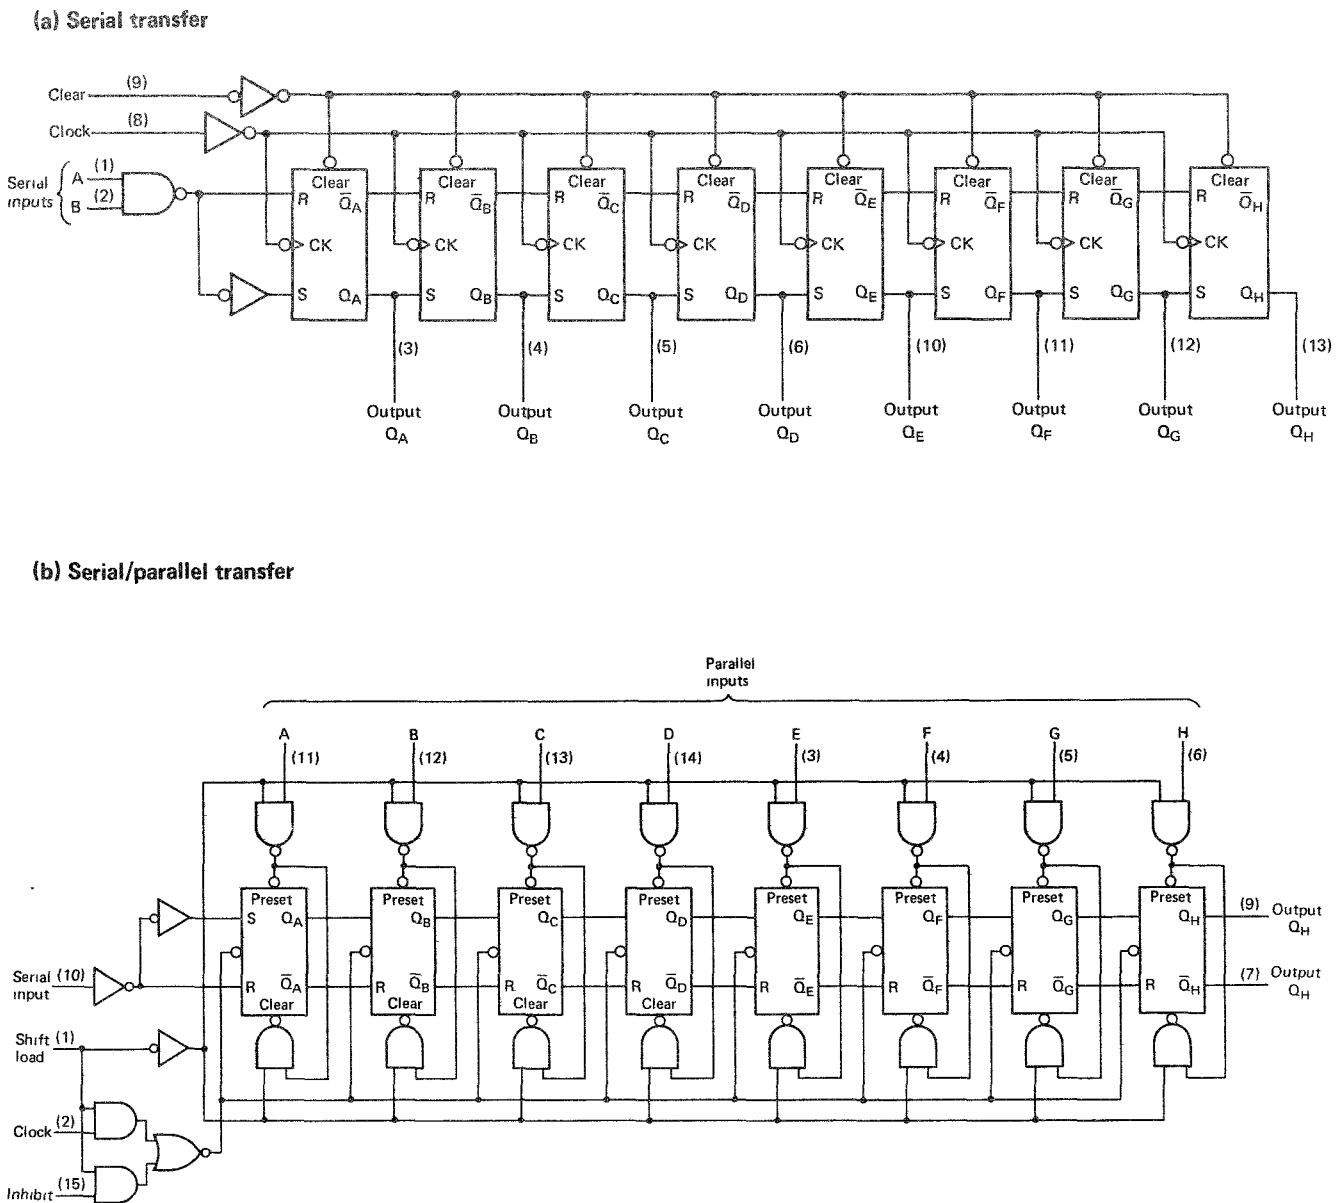 (a) Serial transfer
Clear (9)
Clock (8)
Serial inputs A (1)
B (2)
Clear Clear Clear Clear Clear Clear Clear Clear
R Q̅A R Q̅B R Q̅C R Q̅D R Q̅E R Q̅F R Q̅G R Q̅H
CK CK CK CK CK CK CK CK
S QA S QB S QC S QD S QE S QF S QG S QH
(3) (4) (5) (6) (10) (11) (12) (13)
Output Output Output Output Output Output Output Output
QA QB QC QD QE QF QG QH
(b) Serial/parallel transfer
Parallel
inputs
A B C D E F G H
(11) (12) (13) (14) (3) (4) (5) (6)
Preset Preset Preset Preset Preset Preset Preset Preset
S QA QB QC QD QE QF QG QH (9) Output
QH
Serial (10)
input
R Q̅A R Q̅B R Q̅C R Q̅D R Q̅E R Q̅F R Q̅G R Q̅H (7) Output
QH
Clear Clear Clear Clear
Shift (1)
load
Clock (2)
Inhibit (15)